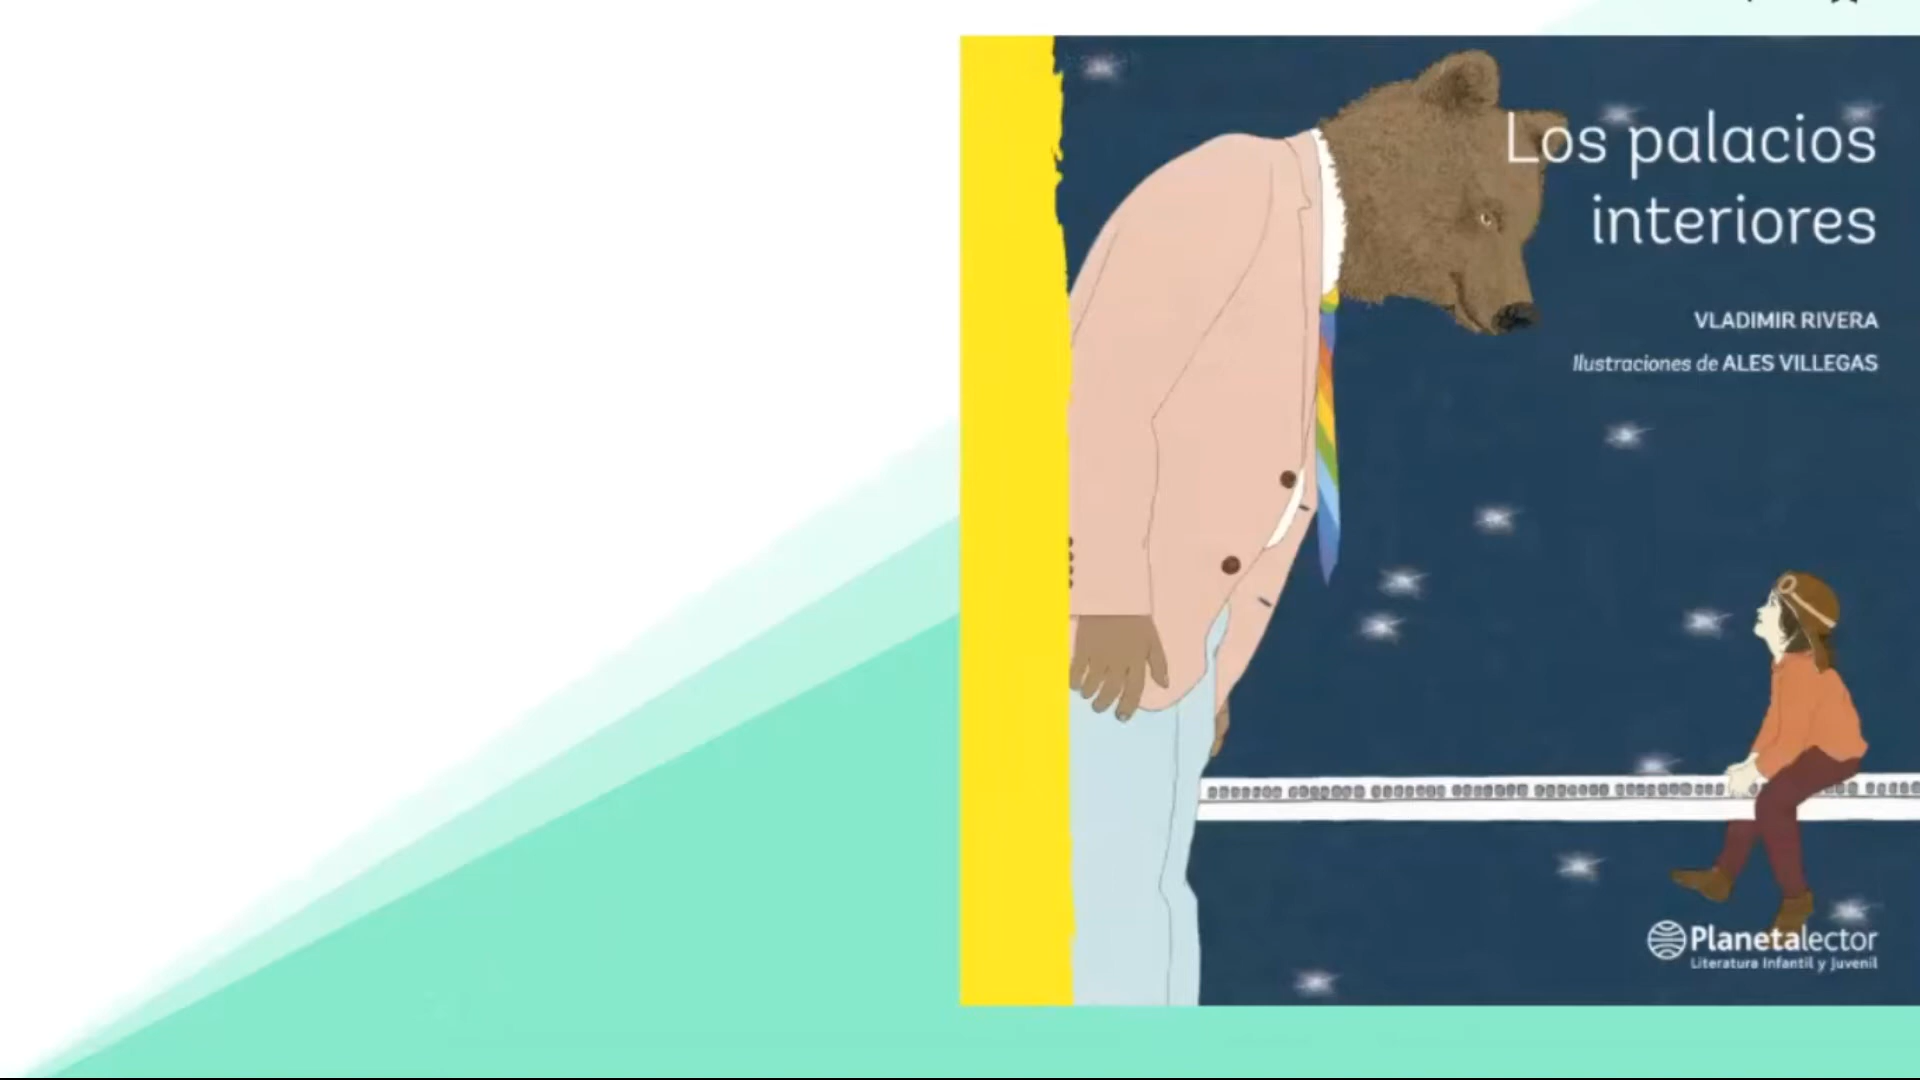 Los palacios
interiores
VLADIMIR RIVERA
Ilustraciones de ALES VILLEGAS
Planetalector
Literatura Infantil y Juvenil